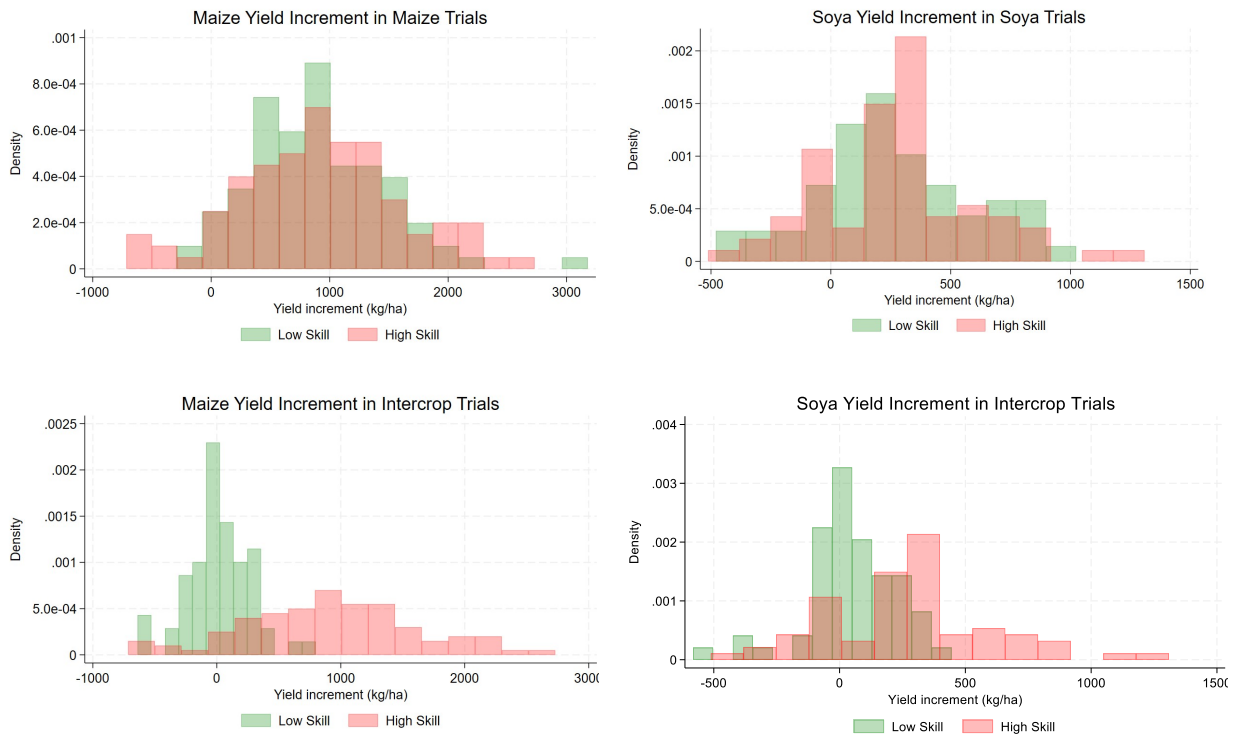 Maize Yield Increment in Maize Trials
.001
8.0e-04
6.0e-04
4.0e-04
2.0e-04
0
Density
-1000 0 1000 2000 3000
Yield increment (kg/ha)
Low Skill High Skill
Soya Yield Increment in Soya Trials
.002
.0015
.001
5.0e-04
0
Density
-500 0 500 1000 1500
Yield increment (kg/ha)
Low Skill High Skill
Maize Yield Increment in Intercrop Trials
.0025
.002
.0015
.001
5.0e-04
0
Density
-1000 0 1000 2000 3000
Yield increment (kg/ha)
Low Skill High Skill
Soya Yield Increment in Intercrop Trials
.004
.003
.002
.001
0
Density
-500 0 500 1000 1500
Yield increment (kg/ha)
Low Skill High Skill